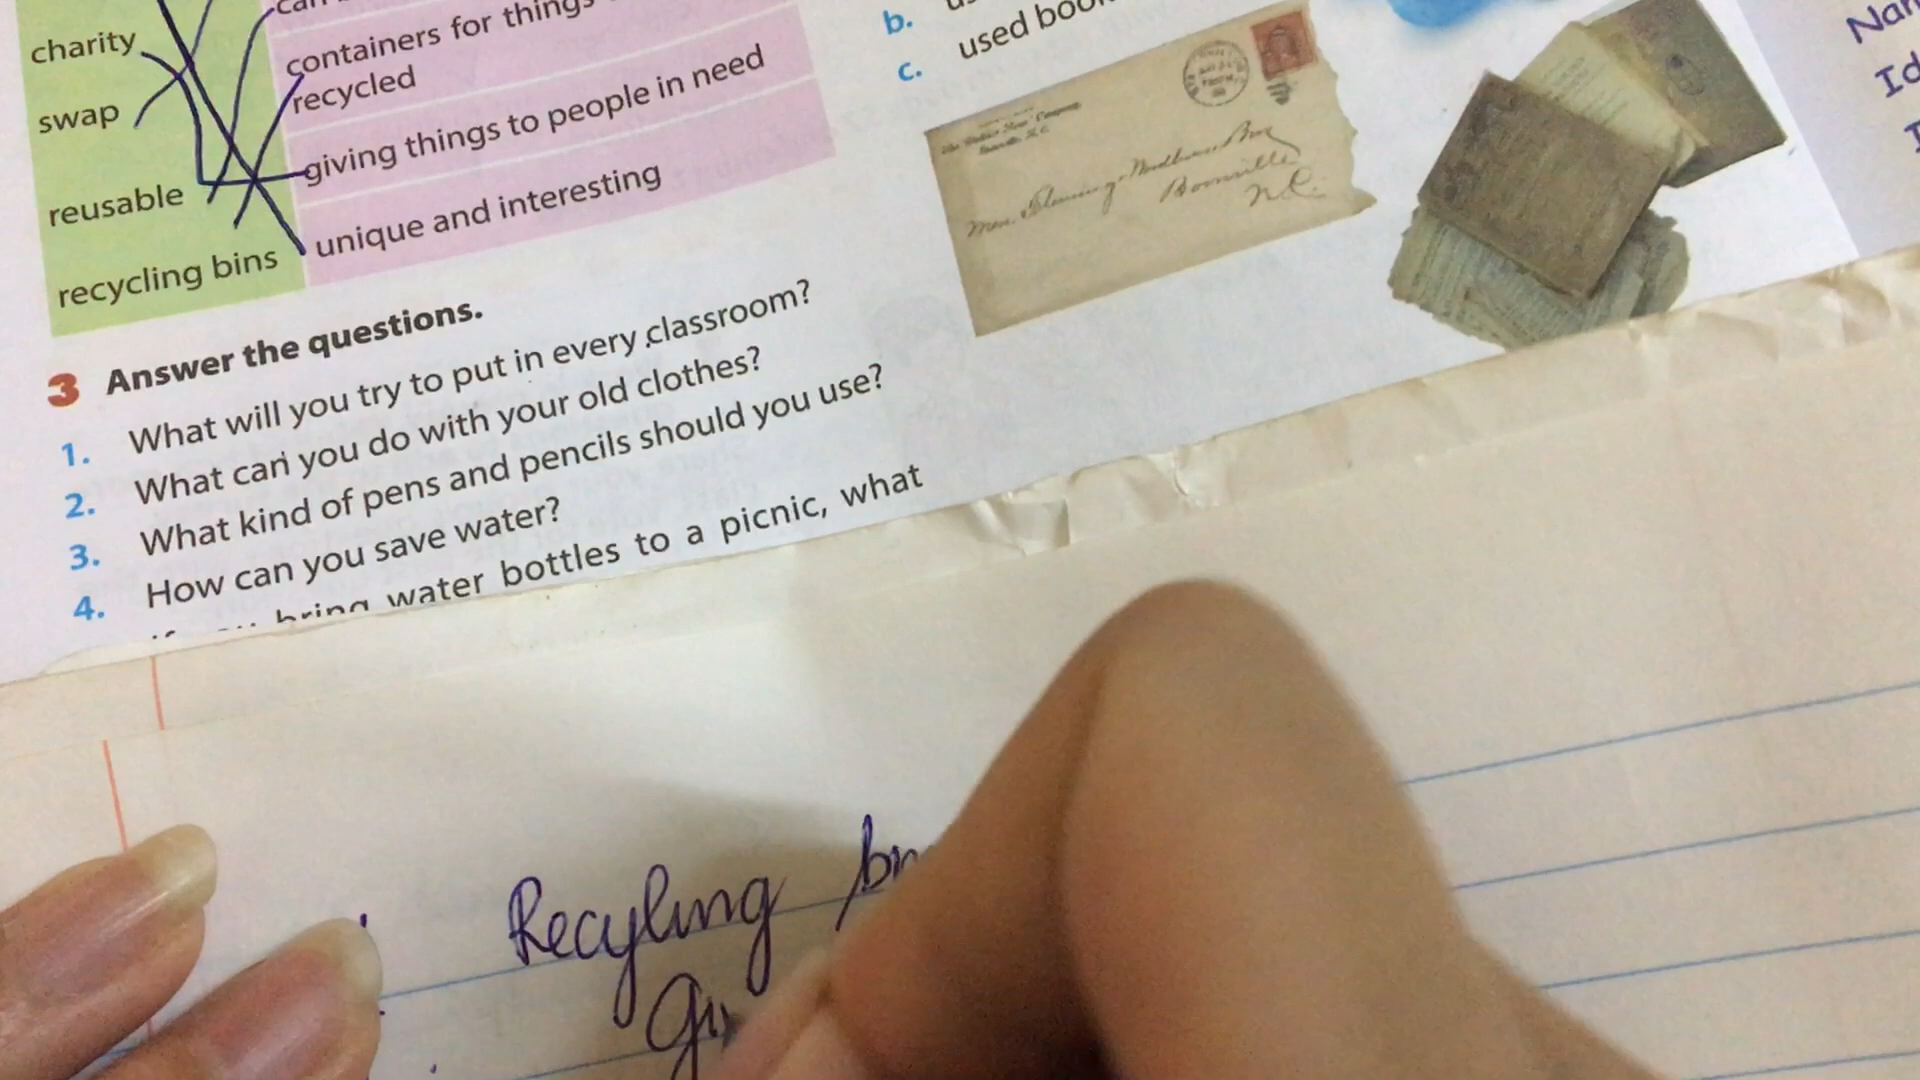 charity
swap
reusable
recycling bins
containers for things
recycled
giving things to people in need
unique and interesting
3 Answer the questions.
1. What will you try to put in every classroom?
2. What can you do with your old clothes?
3. What kind of pens and pencils should you use?
4. How can you save water?
bring water bottles to a picnic, what
b.
c. used
Recyling